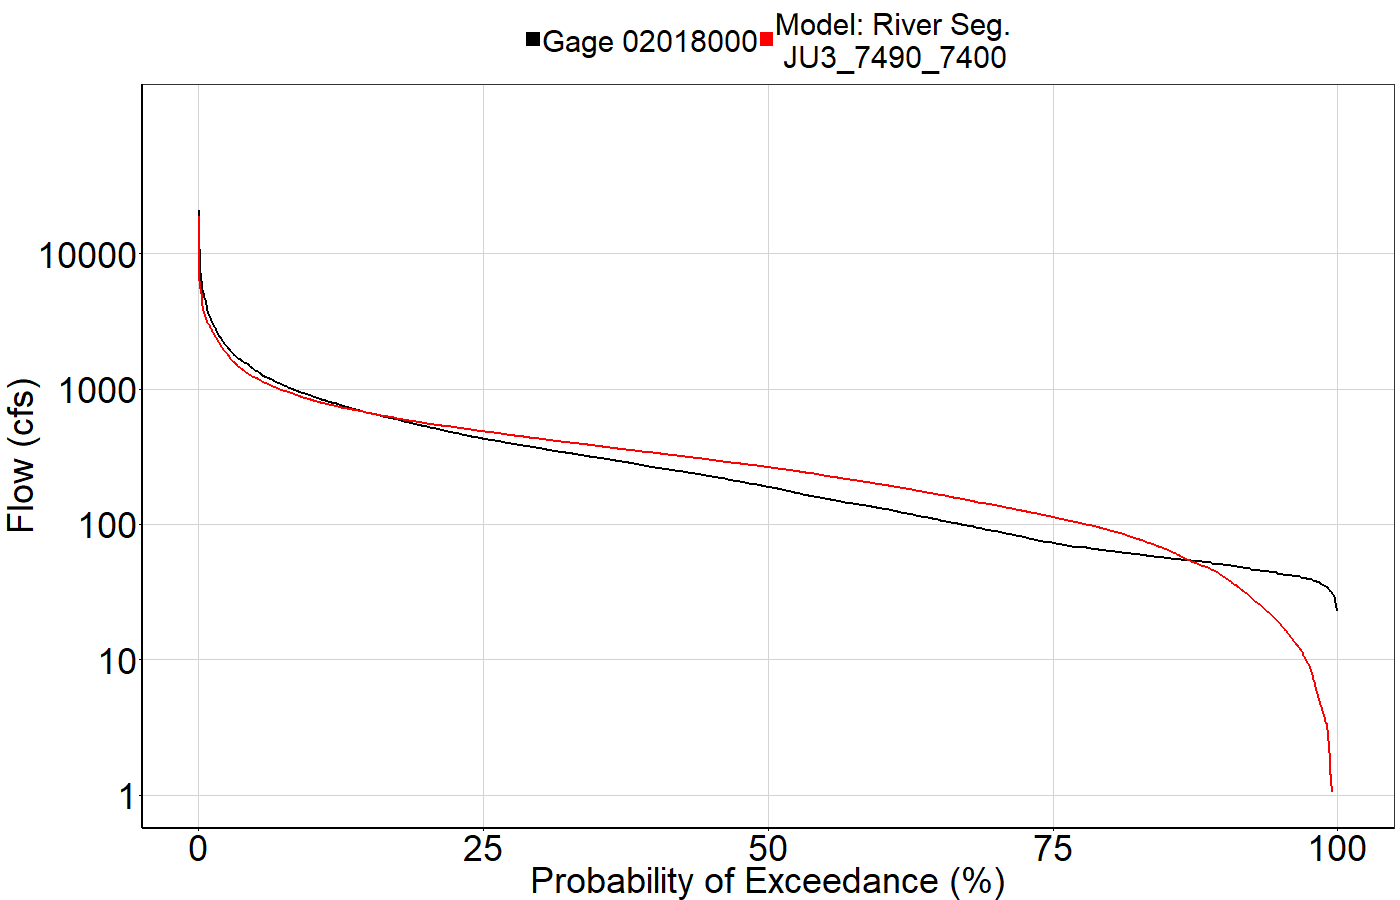 Gage 02018000
Model: River Seg.
JU3_7490_7400
Flow (cfs)
10000
1000
100
10
1
0 25 50 75 100
Probability of Exceedance (%)